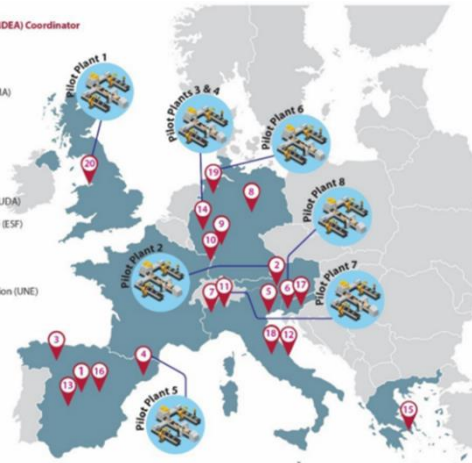 (IDEA) Coordinator
Pilot Plant 1
Pilot Plants 3 & 4
Pilot Plant 6
20
19
8
UDA)
14
9
Pilot Plant 8
(ESF)
10
Pilot Plant 2
2
Pilot Plant 7
ion (UNE)
7
11
5
6
17
3
18
12
4
1
13
16
Pilot Plant 5
15